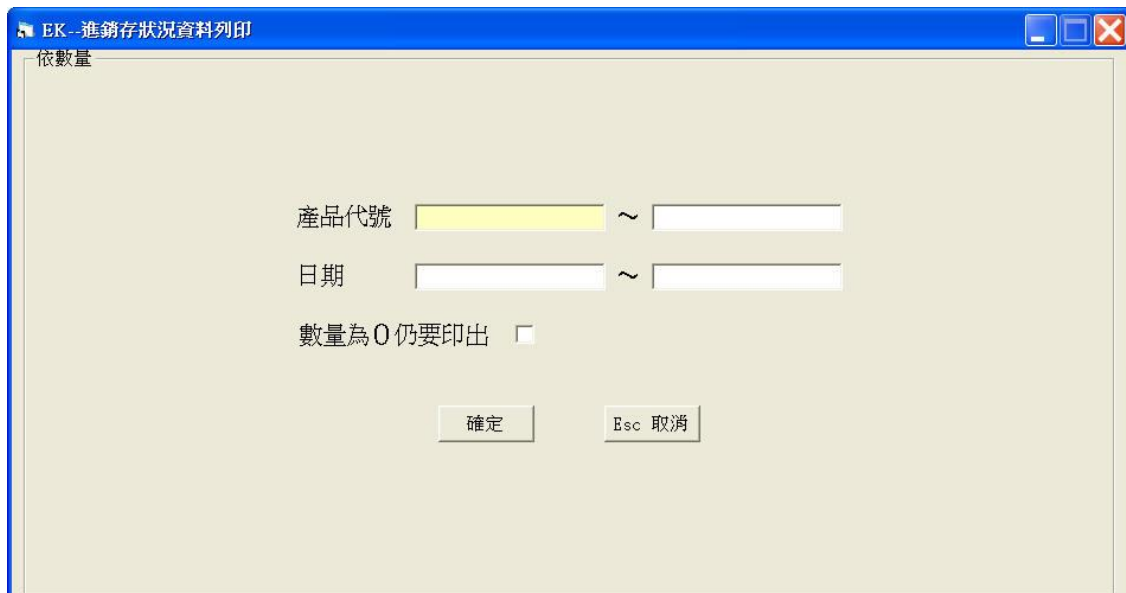 EK--進銷存狀況資料列印
依數量
產品代號 ～
日期 ～
數量為０仍要印出
確定 Esc 取消